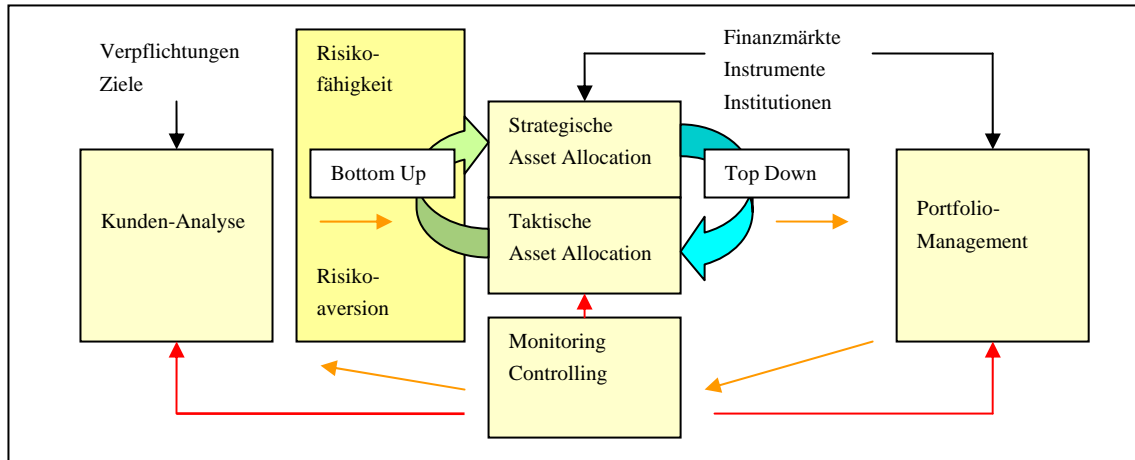 Verpflichtungen
Ziele
Risiko-
fähigkeit
Finanzmärkte
Instrumente
Institutionen
Strategische
Asset Allocation
Bottom Up
Top Down
Kunden-Analyse
Taktische
Asset Allocation
Portfolio-
Management
Risiko-
aversion
Monitoring
Controlling